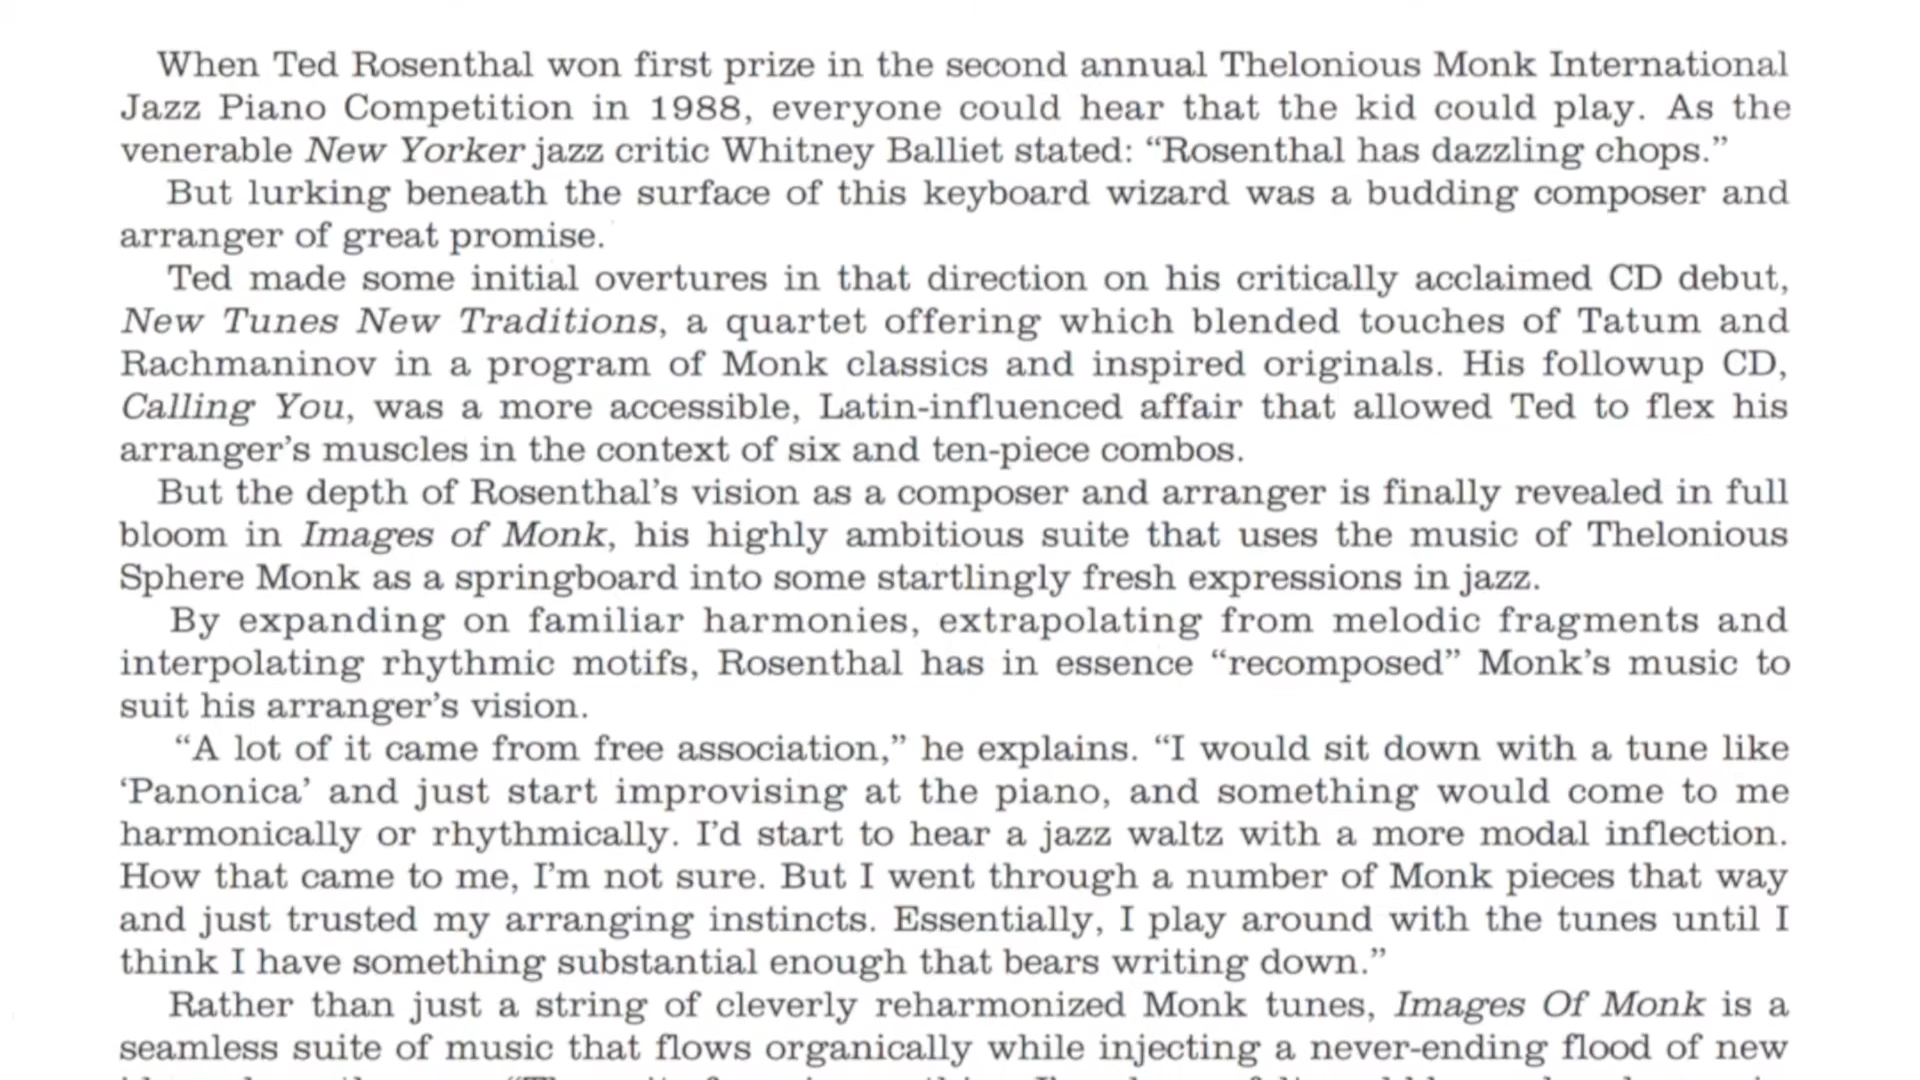 When Ted Rosenthal won first prize in the second annual Thelonious Monk International
Jazz Piano Competition in 1988, everyone could hear that the kid could play. As the
venerable New Yorker jazz critic Whitney Balliet stated: “Rosenthal has dazzling chops.”
But lurking beneath the surface of this keyboard wizard was a budding composer and
arranger of great promise.
Ted made some initial overtures in that direction on his critically acclaimed CD debut,
New Tunes New Traditions, a quartet offering which blended touches of Tatum and
Rachmaninov in a program of Monk classics and inspired originals. His followup CD,
Calling You, was a more accessible, Latin-influenced affair that allowed Ted to flex his
arranger’s muscles in the context of six and ten-piece combos.
But the depth of Rosenthal’s vision as a composer and arranger is finally revealed in full
bloom in Images of Monk, his highly ambitious suite that uses the music of Thelonious
Sphere Monk as a springboard into some startlingly fresh expressions in jazz.
By expanding on familiar harmonies, extrapolating from melodic fragments and
interpolating rhythmic motifs, Rosenthal has in essence “recomposed” Monk’s music to
suit his arranger’s vision.
“A lot of it came from free association,” he explains. “I would sit down with a tune like
‘Panonica’ and just start improvising at the piano, and something would come to me
harmonically or rhythmically. I’d start to hear a jazz waltz with a more modal inflection.
How that came to me, I’m not sure. But I went through a number of Monk pieces that way
and just trusted my arranging instincts. Essentially, I play around with the tunes until I
think I have something substantial enough that bears writing down.”
Rather than just a string of cleverly reharmonized Monk tunes, Images Of Monk is a
seamless suite of music that flows organically while injecting a never-ending flood of new